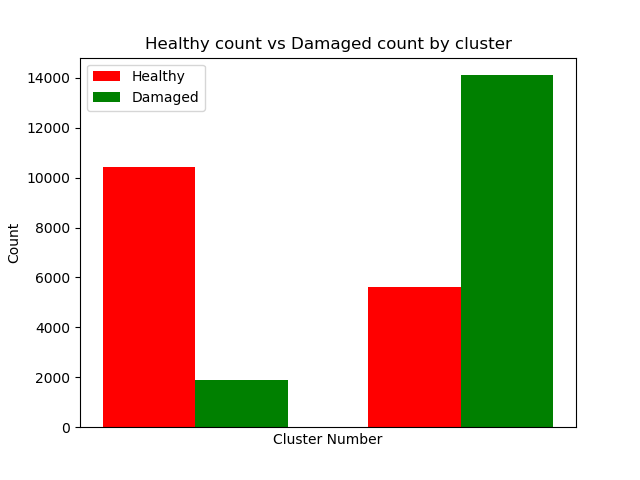 Healthy count vs Damaged count by cluster
Healthy
Damaged
14000
12000
10000
8000
6000
4000
2000
0
Count
Cluster Number